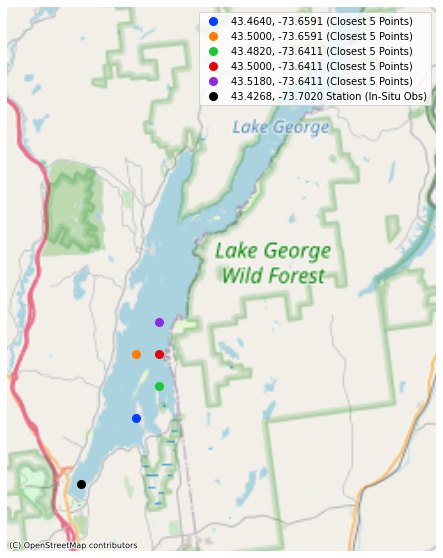 43.4640, -73.6591 (Closest 5 Points)
43.5000, -73.6591 (Closest 5 Points)
43.4820, -73.6411 (Closest 5 Points)
43.5000, -73.6411 (Closest 5 Points)
43.5180, -73.6411 (Closest 5 Points)
43.4268, -73.7020 Station (In-Situ Obs)
Lake George
Lake George
Wild Forest
(C) OpenStreetMap contributors